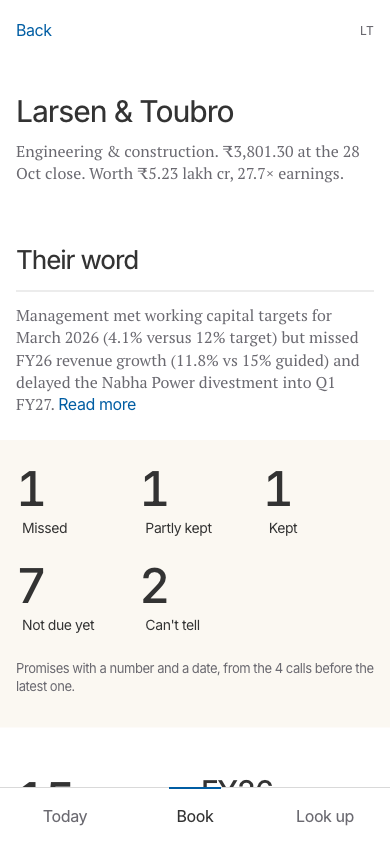 Back
LT
Larsen & Toubro
Engineering & construction. ₹3,801.30 at the 28
Oct close. Worth ₹5.23 lakh cr, 27.7× earnings.
Their word
Management met working capital targets for
March 2026 (4.1% versus 12% target) but missed
FY26 revenue growth (11.8% vs 15% guided) and
delayed the Nabha Power divestment into Q1
FY27. Read more
1 1 1
Missed Partly kept Kept
7 2
Not due yet Can't tell
Promises with a number and a date, from the 4 calls before the
latest one.
FY26
Today Book Look up